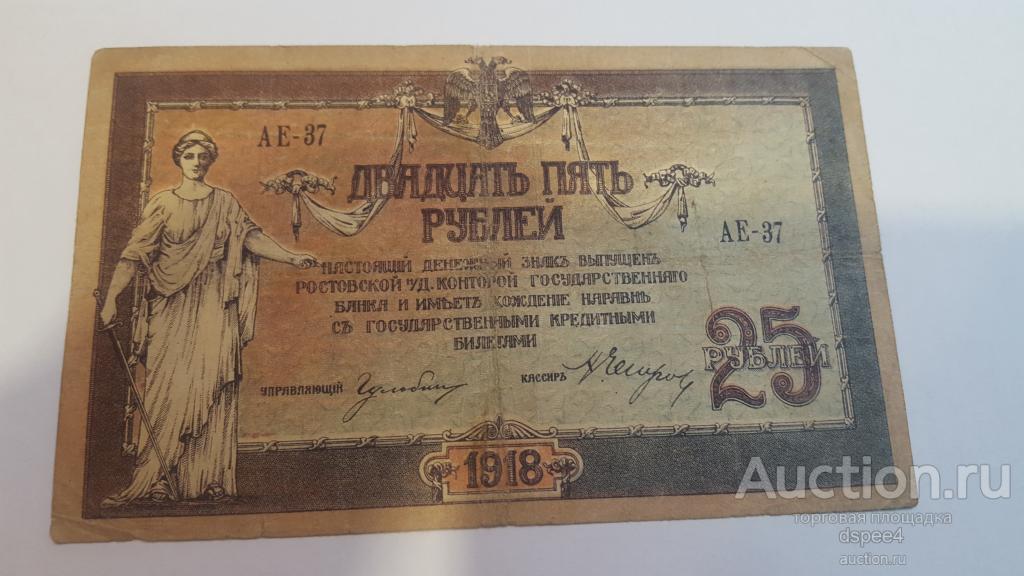 АЕ-37
ДВАДЦАТЬ ПЯТЬ
РУБЛЕЙ
АЕ-37
НАСТОЯЩІЙ ДЕНЕЖНЫЙ ЗНАКЪ ВЫПУЩЕНЪ
РОСТОВСКОЙ Н/Д. КОНТОРОЙ ГОСУДАРСТВЕННАГО
БАНКА И ИМѢЕТЪ ХОЖДЕНІЕ НАРАВНѢ
СЪ ГОСУДАРСТВЕННЫМИ КРЕДИТНЫМИ
БИЛЕТАМИ
25
РУБЛЕЙ
УПРАВЛЯЮЩІЙ
КАССИРЪ
1918
Auction.ru
торговая площадка
dspee4
auction.ru